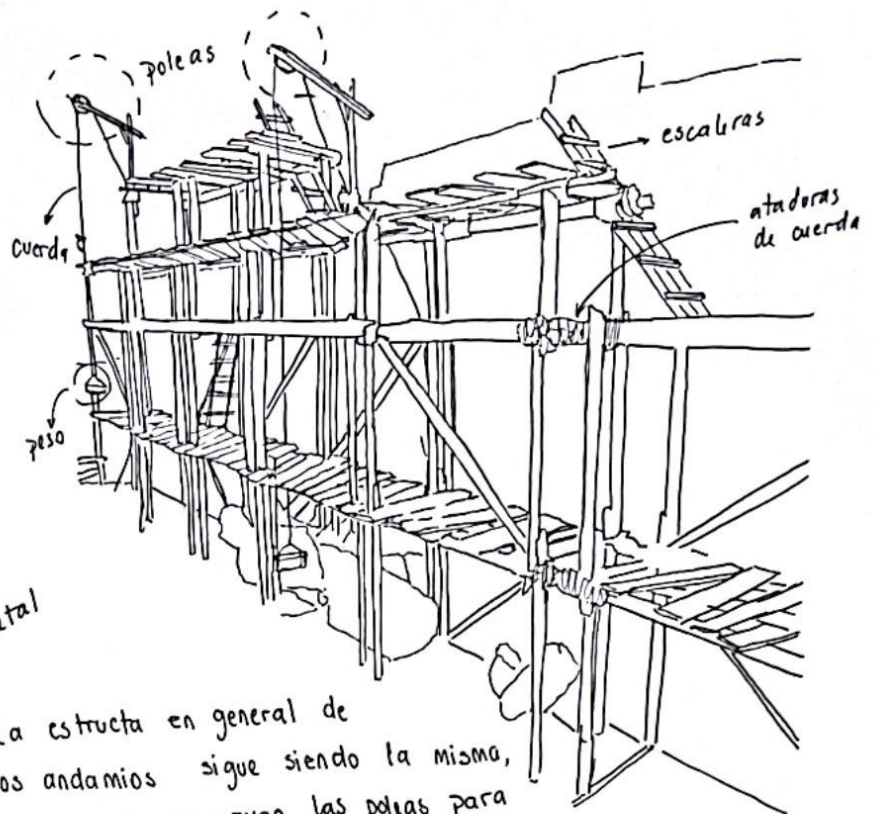 poleas
escaleras
ataduras
de cuerda
cuerda
peso
La estructa en general de
los andamios sigue siendo la misma,
las poleas para